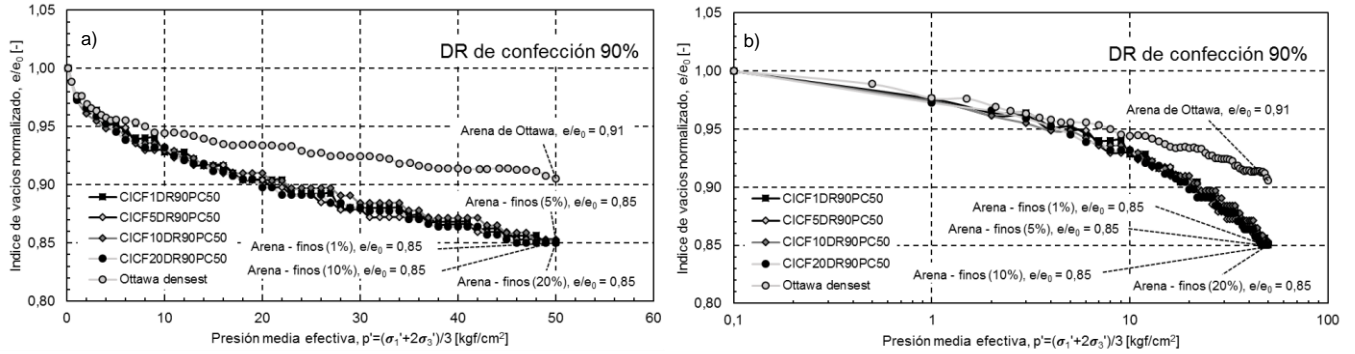 a)
DR de confección 90%
Indice de vacios normalizado, e/e₀ [-]
1,05
1,00
0,95
0,90
0,85
0,80
Arena de Ottawa, e/e₀ = 0,91
Arena - finos (5%), e/e₀ = 0,85
Arena - finos (1%), e/e₀ = 0,85
Arena - finos (10%), e/e₀ = 0,85
Arena - finos (20%), e/e₀ = 0,85
CICF1DR90PC50
CICF5DR90PC50
CICF10DR90PC50
CICF20DR90PC50
Ottawa densest
0 10 20 30 40 50 60
Presión media efectiva, p'=(σ₁'+2σ₃')/3 [kgf/cm²]
b)
DR de confección 90%
Indice de vacios normalizado, e/e₀ [-]
1,05
1,00
0,95
0,90
0,85
0,80
Arena de Ottawa, e/e₀ = 0,91
Arena - finos (1%), e/e₀ = 0,85
Arena - finos (5%), e/e₀ = 0,85
Arena - finos (10%), e/e₀ = 0,85
Arena - finos (20%), e/e₀ = 0,85
CICF1DR90PC50
CICF5DR90PC50
CICF10DR90PC50
CICF20DR90PC50
Ottawa densest
0,1 1 10 100
Presión media efectiva, p'=(σ₁'+2σ₃')/3 [kgf/cm²]